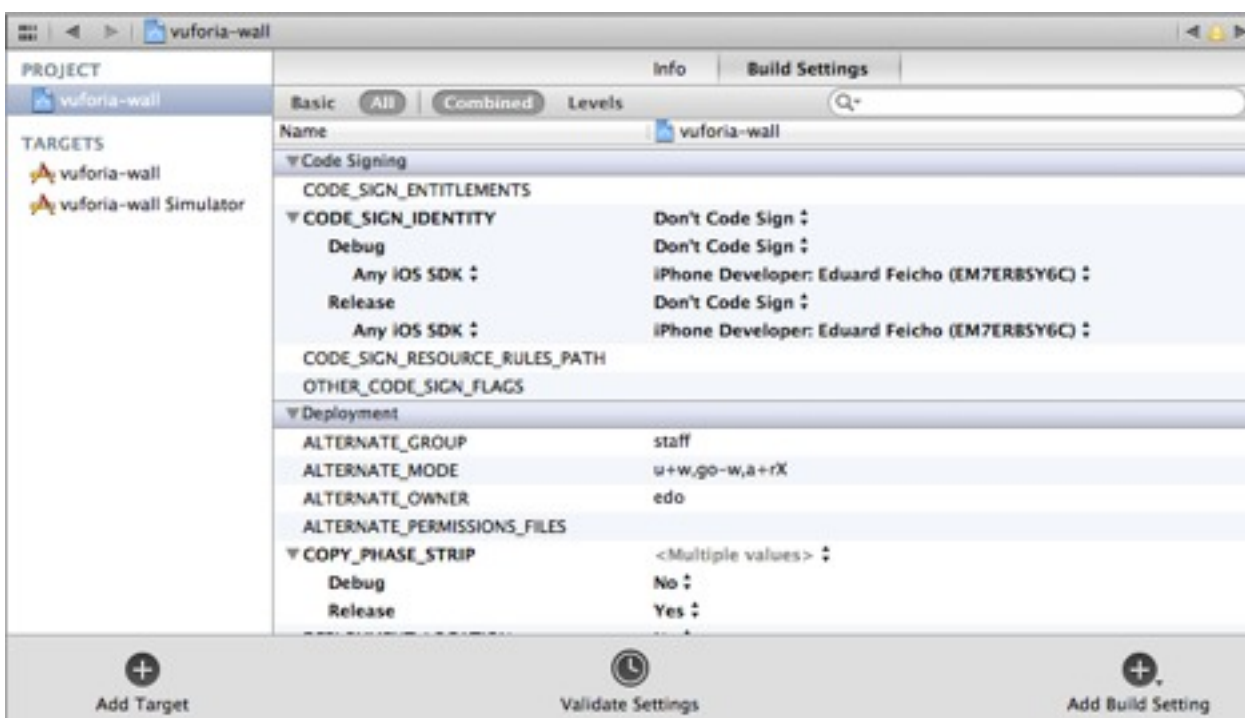 vuforia-wall
PROJECT
vuforia-wall
TARGETS
vuforia-wall
vuforia-wall Simulator
Info Build Settings
Basic All Combined Levels
Name vuforia-wall
Code Signing
CODE_SIGN_ENTITLEMENTS
CODE_SIGN_IDENTITY Don't Code Sign
Debug Don't Code Sign
Any iOS SDK iPhone Developer: Eduard Feicho (EM7ER8SY6C)
Release Don't Code Sign
Any iOS SDK iPhone Developer: Eduard Feicho (EM7ER8SY6C)
CODE_SIGN_RESOURCE_RULES_PATH
OTHER_CODE_SIGN_FLAGS
Deployment
ALTERNATE_GROUP staff
ALTERNATE_MODE u+w,go-w,a+rX
ALTERNATE_OWNER edo
ALTERNATE_PERMISSIONS_FILES
COPY_PHASE_STRIP <Multiple values>
Debug No
Release Yes
Add Target Validate Settings Add Build Setting